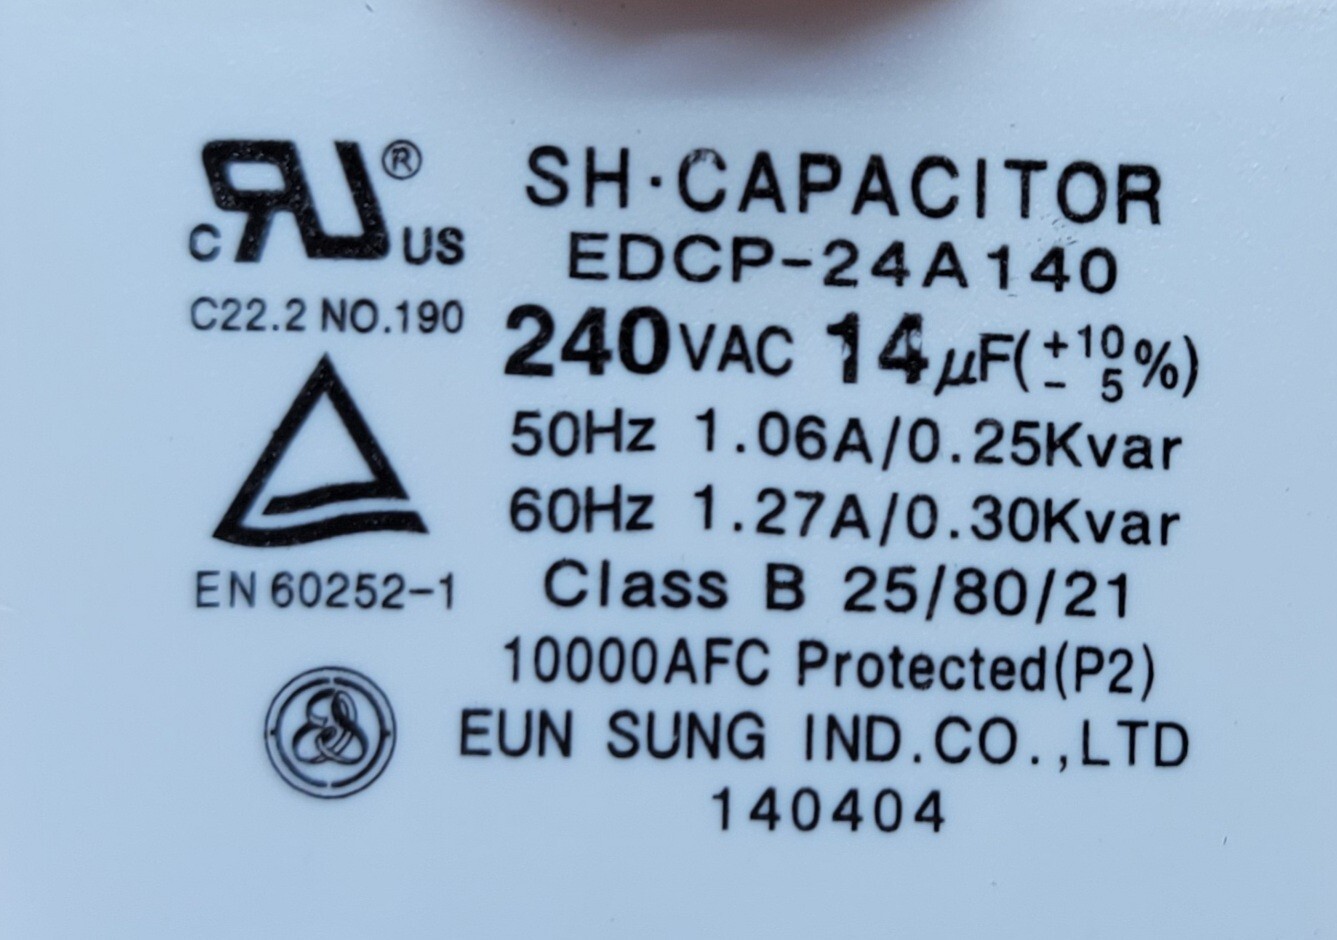 C RU US ®
C22.2 NO.190
EN 60252-1
SH·CAPACITOR
EDCP-24A140
240VAC 14μF(+10 -5%)
50Hz 1.06A/0.25Kvar
60Hz 1.27A/0.30Kvar
Class B 25/80/21
10000AFC Protected(P2)
EUN SUNG IND.CO.,LTD
140404